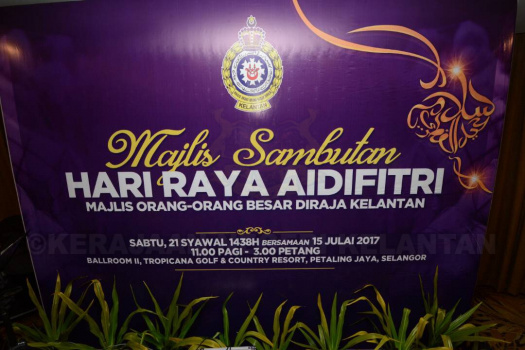 KELANTAN
Majlis Sambutan
HARI RAYA AIDIFITRI
MAJLIS ORANG-ORANG BESAR DIRAJA KELANTAN
SABTU, 21 SYAWAL 1438H BERSAMAAN 15 JULAI 2017
11.00 PAGI - 3.00 PETANG
BALLROOM II, TROPICANA GOLF & COUNTRY RESORT, PETALING JAYA, SELANGOR